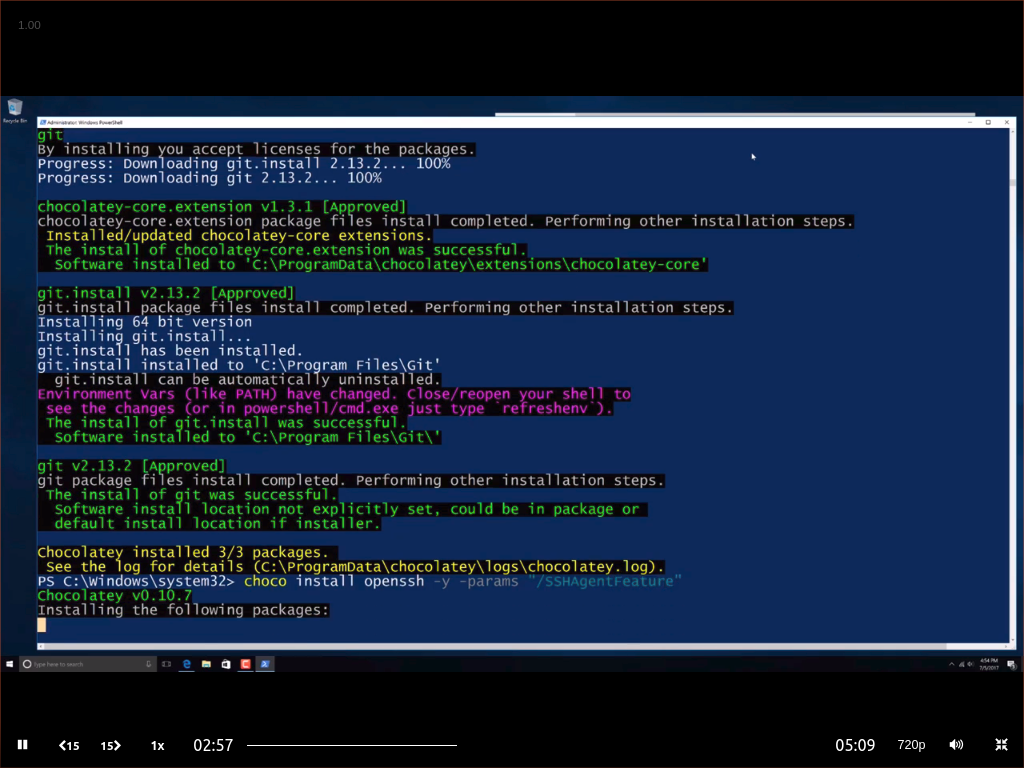 1.00
Recycle Bin
Administrator: Windows PowerShell
git
By installing you accept licenses for the packages.
Progress: Downloading git.install 2.13.2... 100%
Progress: Downloading git 2.13.2... 100%
chocolatey-core.extension v1.3.1 [Approved]
chocolatey-core.extension package files install completed. Performing other installation steps.
Installed/updated chocolatey-core extensions.
The install of chocolatey-core.extension was successful.
Software installed to 'C:\ProgramData\chocolatey\extensions\chocolatey-core'
git.install v2.13.2 [Approved]
git.install package files install completed. Performing other installation steps.
Installing 64 bit version
Installing git.install...
git.install has been installed.
git.install installed to 'C:\Program Files\Git'
git.install can be automatically uninstalled.
Environment Vars (like PATH) have changed. Close/reopen your shell to
see the changes (or in powershell/cmd.exe just type `refreshenv`).
The install of git.install was successful.
Software installed to 'C:\Program Files\Git\'
git v2.13.2 [Approved]
git package files install completed. Performing other installation steps.
The install of git was successful.
Software install location not explicitly set, could be in package or
default install location if installer.
Chocolatey installed 3/3 packages.
See the log for details (C:\ProgramData\chocolatey\logs\chocolatey.log).
PS C:\Windows\system32> choco install openssh -y -params "/SSHAgentFeature"
Chocolatey v0.10.7
Installing the following packages:
Type here to search
4:54 PM
7/5/2017
15
15
1x
02:57
05:09
720p